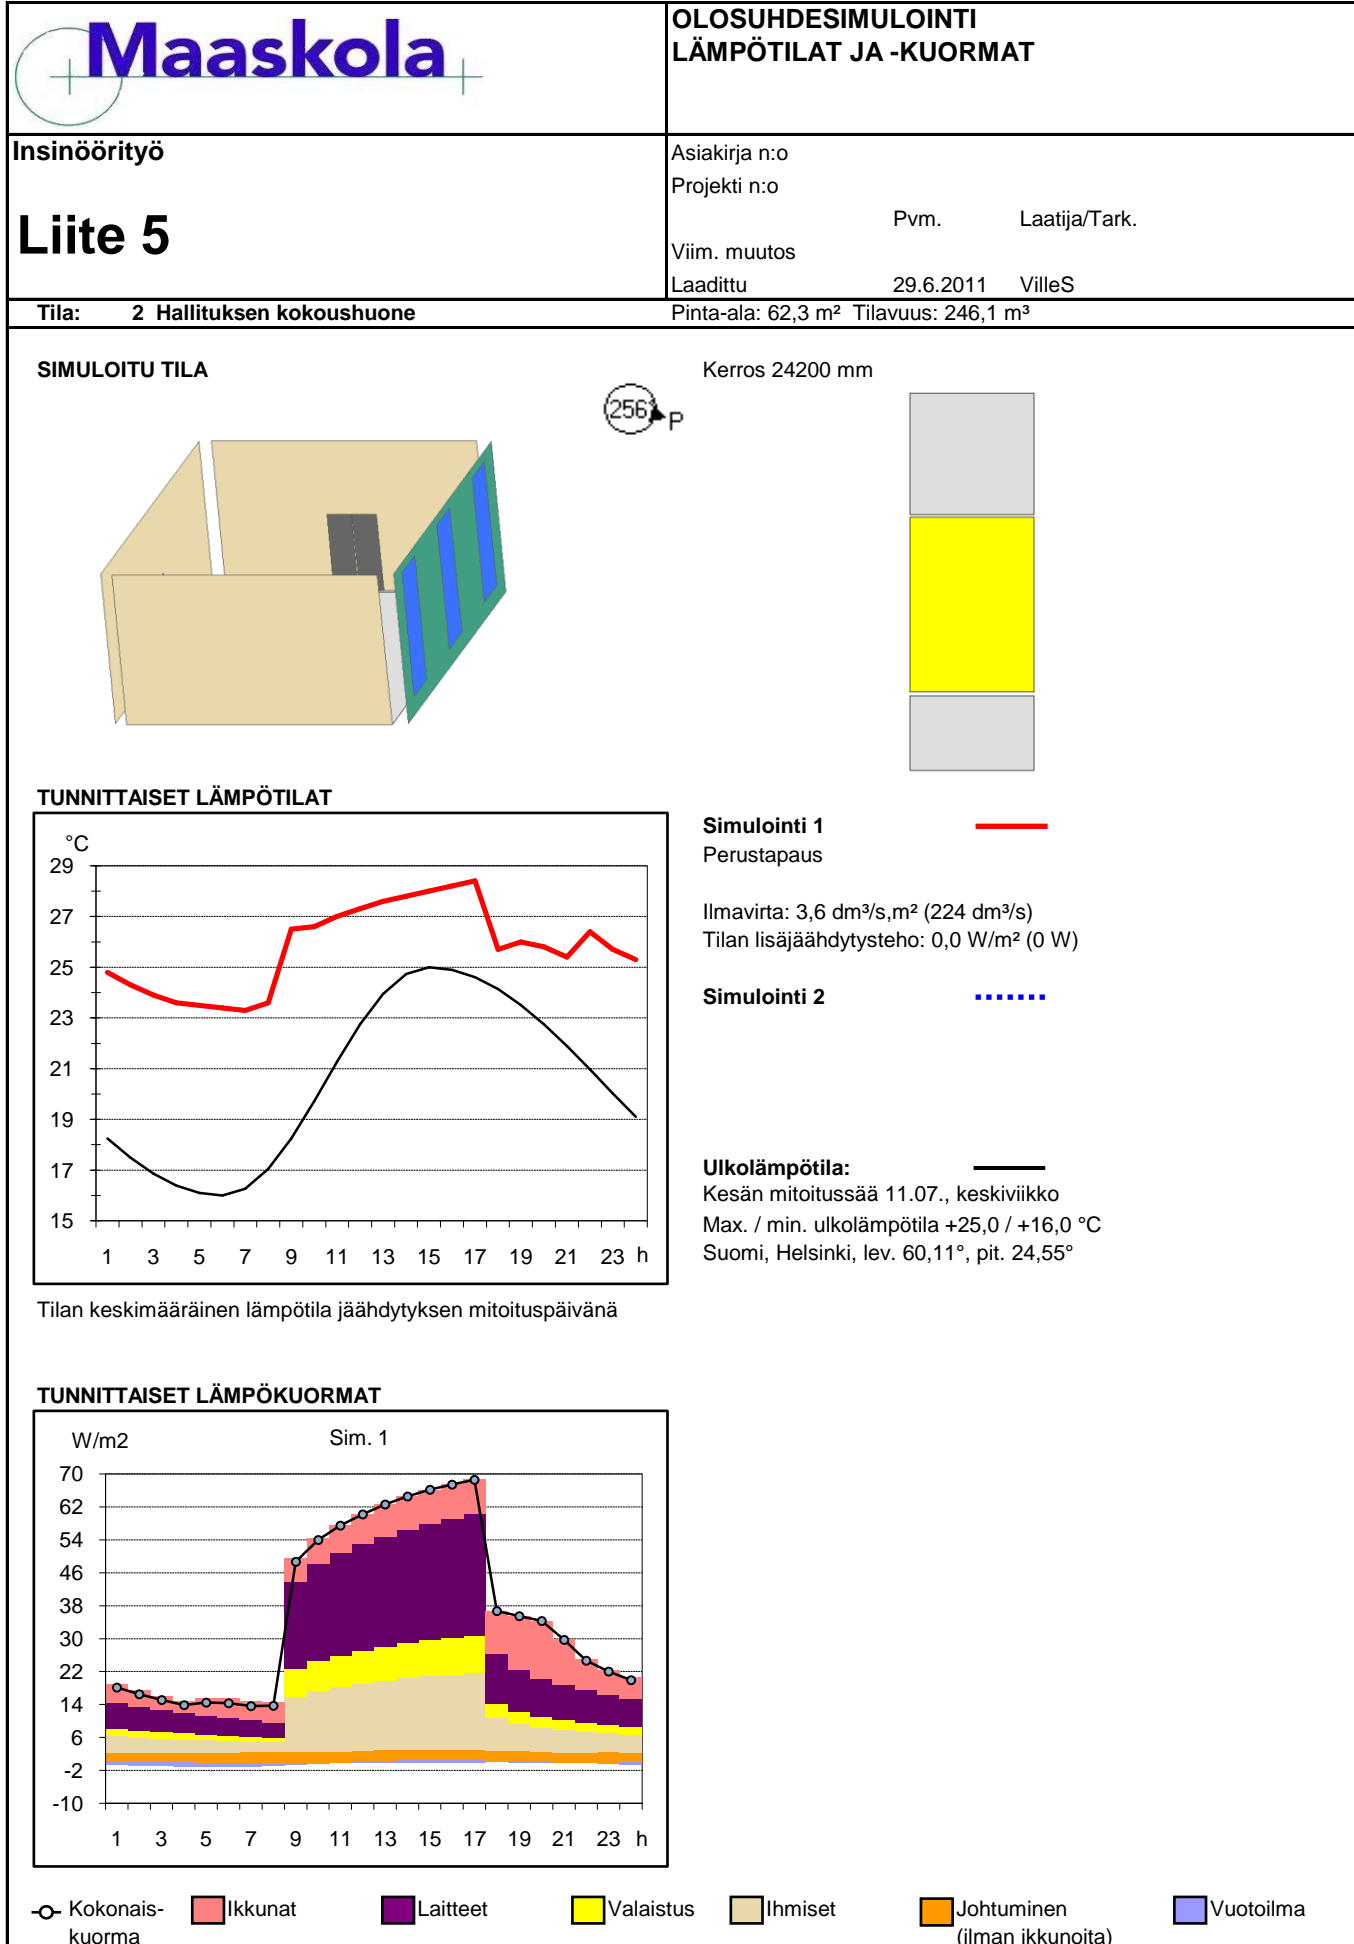 Maaskola
OLOSUHDESIMULOINTI
LÄMPÖTILAT JA -KUORMAT
Insinöörityö
Liite 5
Asiakirja n:o
Projekti n:o
Pvm. Laatija/Tark.
Viim. muutos
Laadittu 29.6.2011 VilleS
Tila: 2 Hallituksen kokoushuone Pinta-ala: 62,3 m² Tilavuus: 246,1 m³
SIMULOITU TILA
256 P
Kerros 24200 mm
TUNNITTAISET LÄMPÖTILAT
°C
29
27
25
23
21
19
17
15
1 3 5 7 9 11 13 15 17 19 21 23 h
Simulointi 1
Perustapaus
Ilmavirta: 3,6 dm³/s,m² (224 dm³/s)
Tilan lisäjäähdytysteho: 0,0 W/m² (0 W)
Simulointi 2
Ulkolämpötila:
Kesän mitoitussää 11.07., keskiviikko
Max. / min. ulkolämpötila +25,0 / +16,0 °C
Suomi, Helsinki, lev. 60,11°, pit. 24,55°
Tilan keskimääräinen lämpötila jäähdytyksen mitoituspäivänä
TUNNITTAISET LÄMPÖKUORMAT
W/m2 Sim. 1
70
62
54
46
38
30
22
14
6
-2
-10
1 3 5 7 9 11 13 15 17 19 21 23 h
Kokonais-
kuorma
Ikkunat
Laitteet
Valaistus
Ihmiset
Johtuminen
(ilman ikkunoita)
Vuotoilma